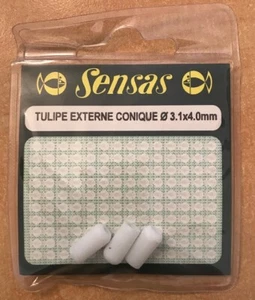 Sensas
TULIPE EXTERNE CONIQUE Ø 3.1x4.0mm